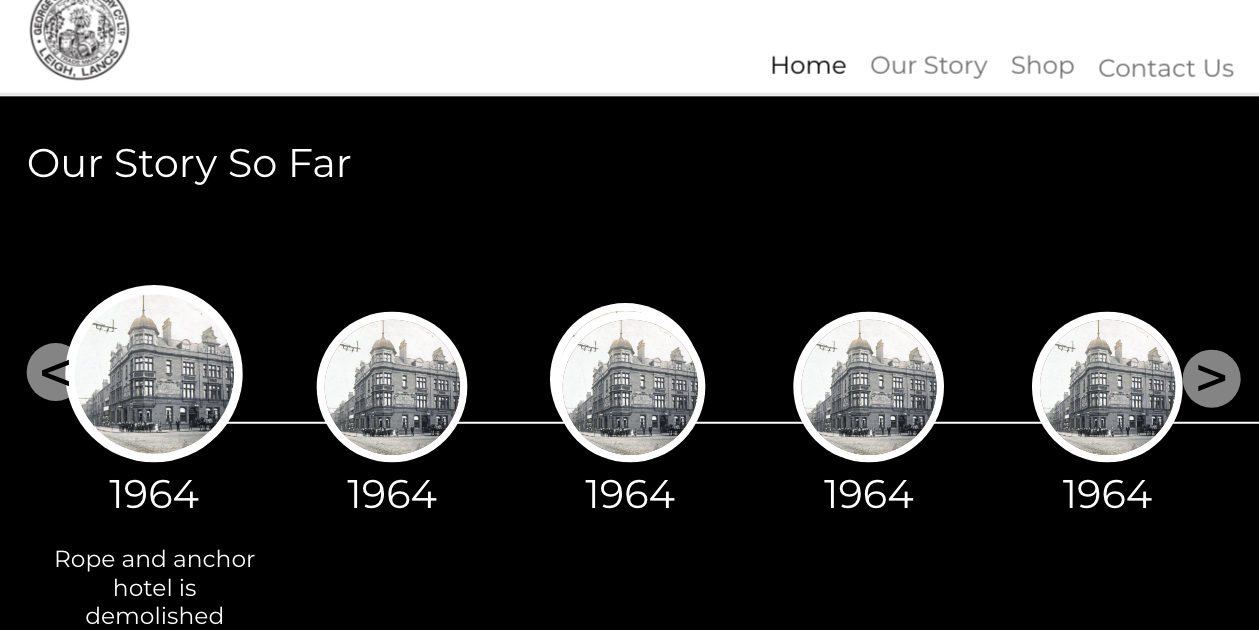 GEORGE
RY CO LTD
LEIGH, LANCS
Home Our Story Shop Contact Us
Our Story So Far
< >
1964 1964 1964 1964 1964
Rope and anchor
hotel is
demolished